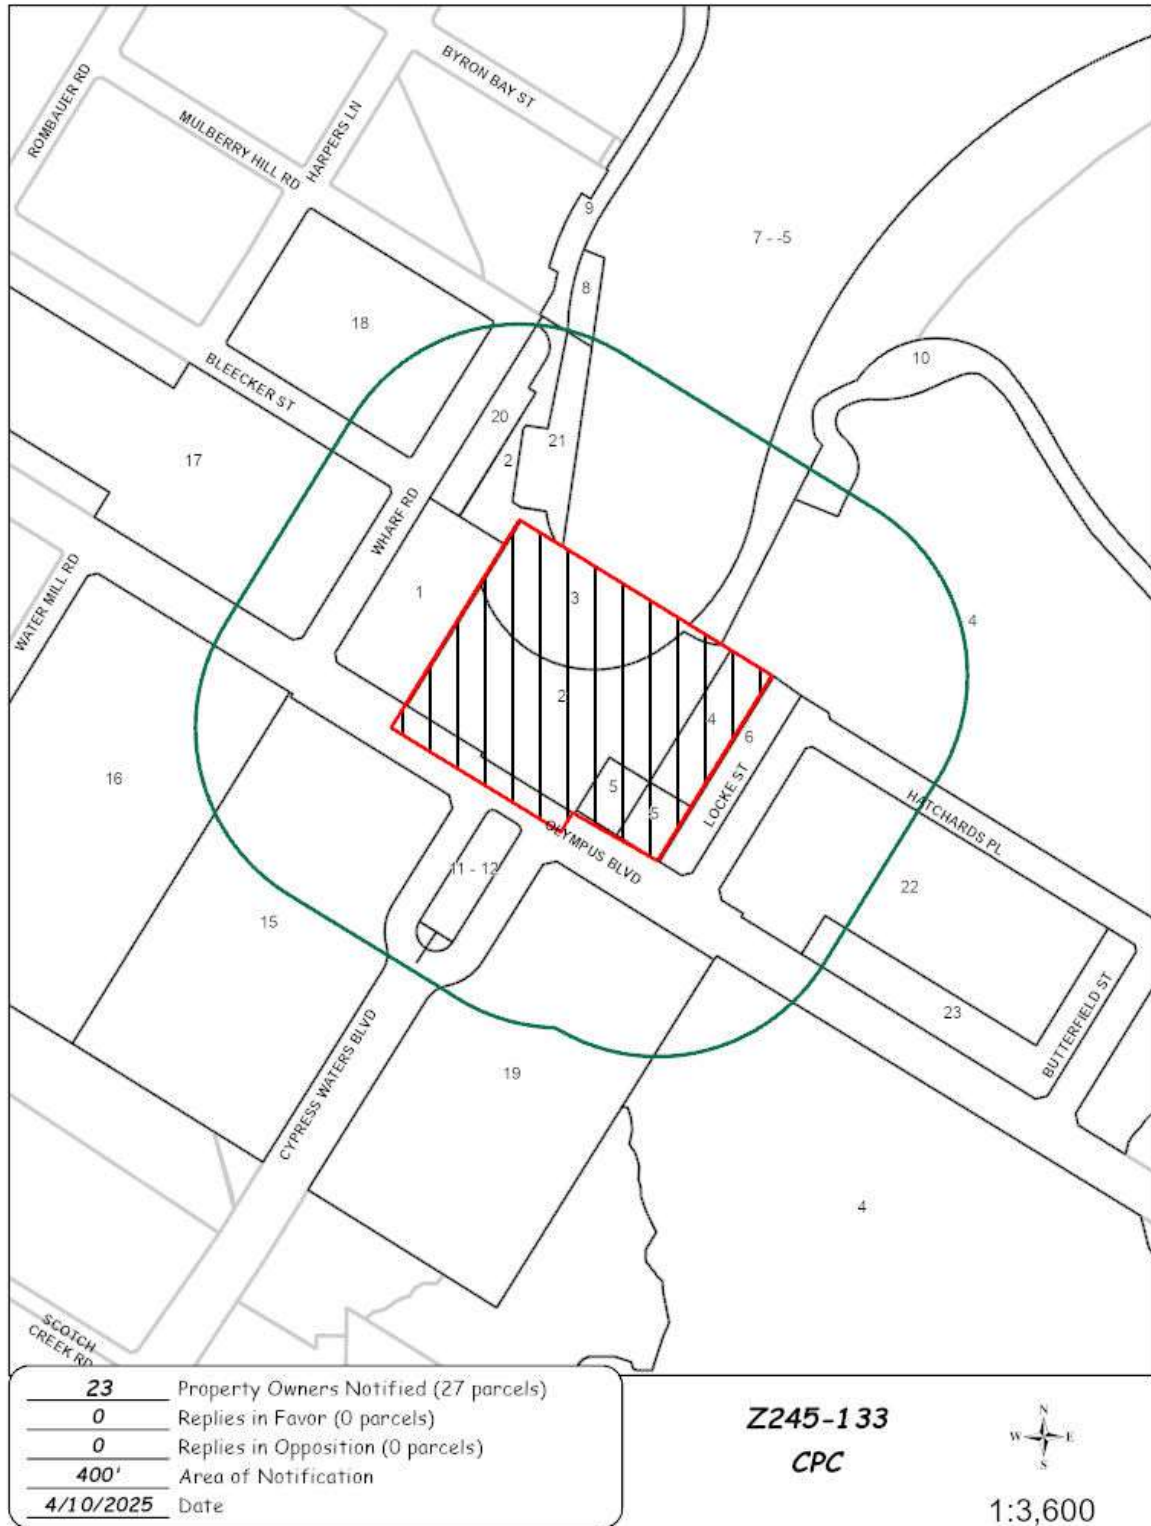 BYRON BAY ST
ROMBAUER RD
MULBERRY HILL RD
HARPERS LN
9
7 - -5
8
18
10
BLEECKER ST
20
21
17
2
WHARF RD
WATER MILL RD
1
3
4
2
4
6
16
5
5
LOCKE ST
HATCHARDS PL
OLYMPUS BLVD
11 - 12
22
15
23
BUTTERFIELD ST
CYPRESS WATERS BLVD
19
4
SCOTCH
CREEK RD
23 Property Owners Notified (27 parcels)
0 Replies in Favor (0 parcels)
0 Replies in Opposition (0 parcels)
400' Area of Notification
4/10/2025 Date
Z245-133
CPC
N
W E
S
1:3,600